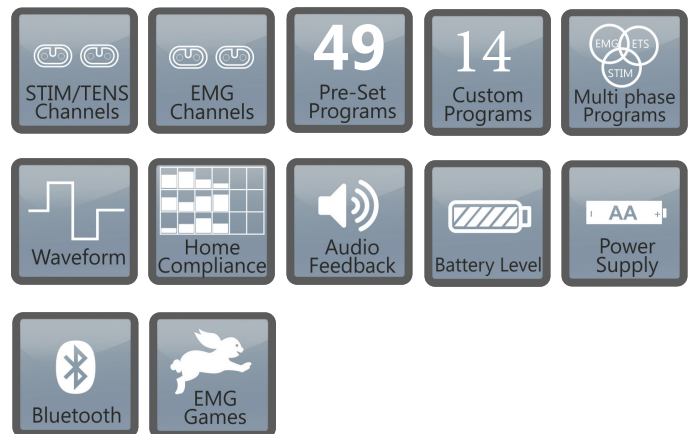 STIM/TENS
Channels
EMG
Channels
49
Pre-Set
Programs
14
Custom
Programs
EMG ETS
STIM
Multi phase
Programs
Waveform
Home
Compliance
Audio
Feedback
Battery Level
AA +
Power
Supply
Bluetooth
EMG
Games